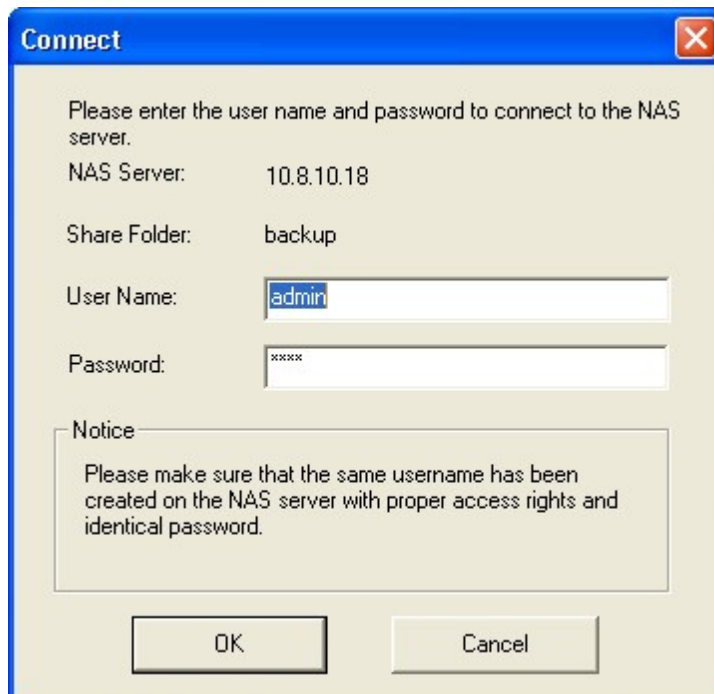 Connect
Please enter the user name and password to connect to the NAS
server.
NAS Server: 10.8.10.18
Share Folder: backup
User Name: admin
Password: ****
Notice
Please make sure that the same username has been
created on the NAS server with proper access rights and
identical password.
OK Cancel